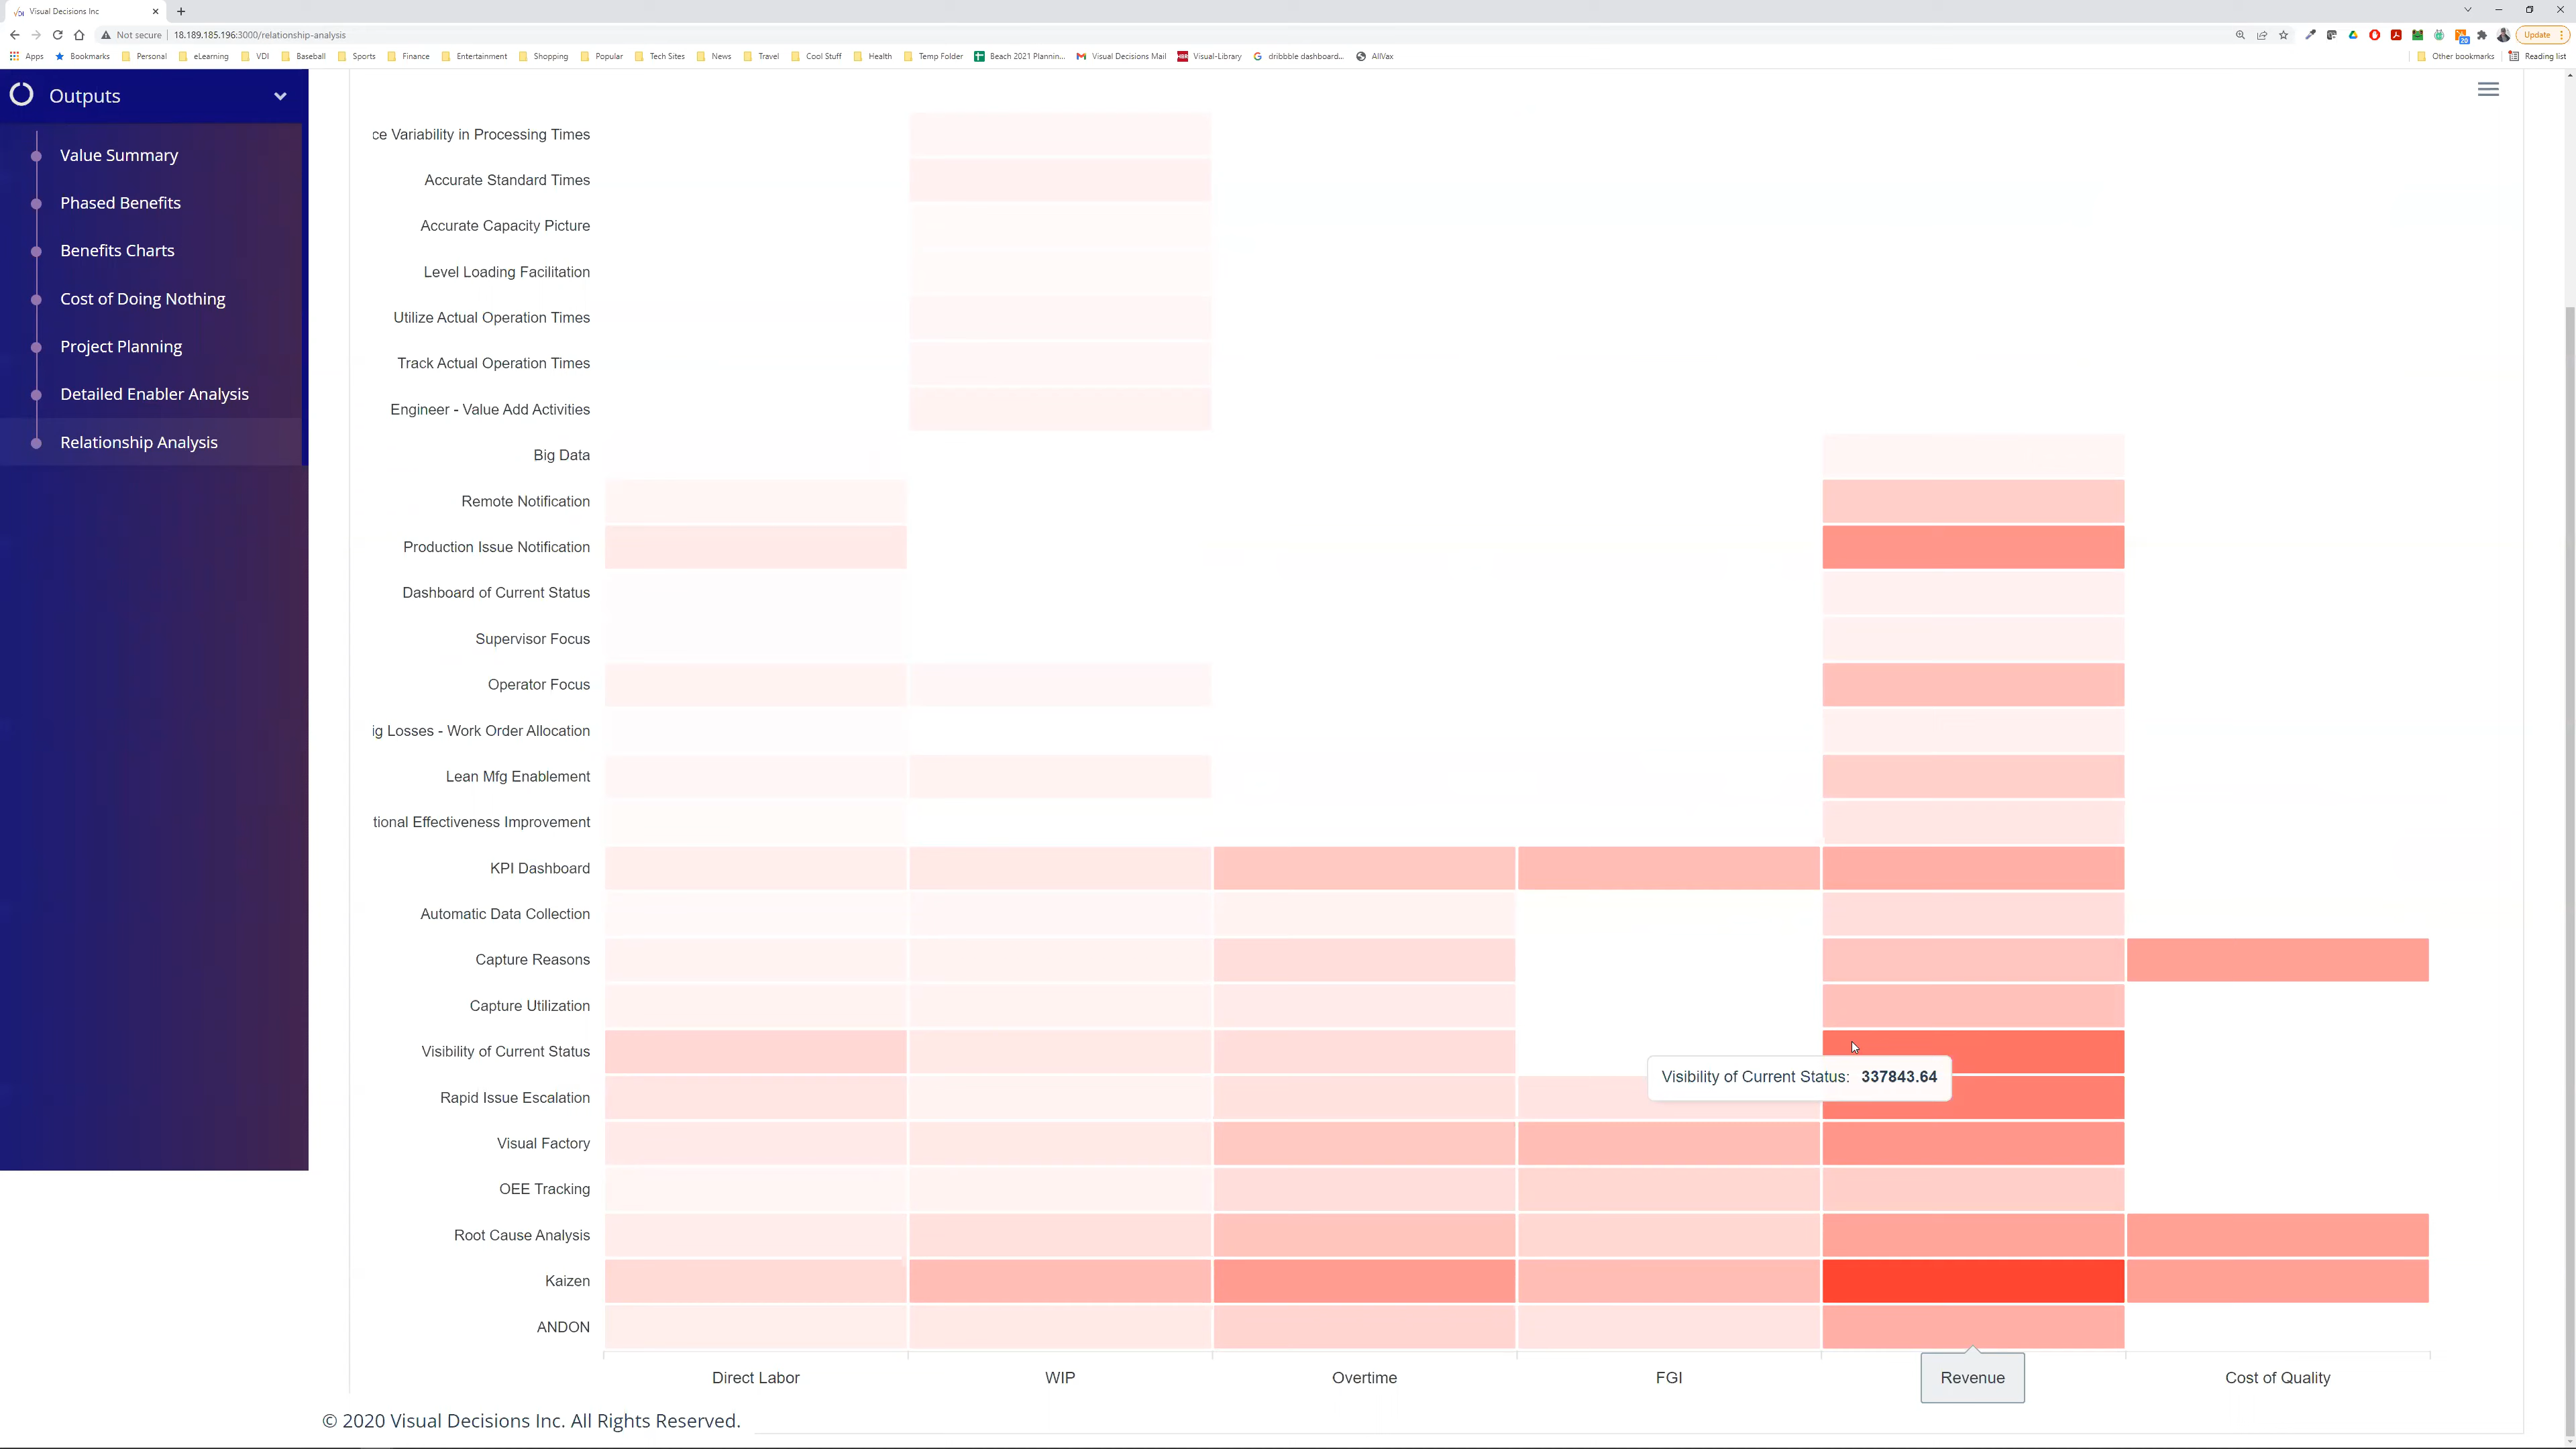 Visual Decisions Inc
Not secure 18.189.185.196:3000/relationship-analysis
Update
Apps Bookmarks Personal eLearning VDI Baseball Sports Finance Entertainment Shopping Popular Tech Sites News Travel Cool Stuff Health Temp Folder Beach 2021 Plannin... Visual Decisions Mail Visual-Library dribbble dashboard... AllVax Other bookmarks Reading list
Outputs
Value Summary
Phased Benefits
Benefits Charts
Cost of Doing Nothing
Project Planning
Detailed Enabler Analysis
Relationship Analysis
ce Variability in Processing Times
Accurate Standard Times
Accurate Capacity Picture
Level Loading Facilitation
Utilize Actual Operation Times
Track Actual Operation Times
Engineer - Value Add Activities
Big Data
Remote Notification
Production Issue Notification
Dashboard of Current Status
Supervisor Focus
Operator Focus
ig Losses - Work Order Allocation
Lean Mfg Enablement
tional Effectiveness Improvement
KPI Dashboard
Automatic Data Collection
Capture Reasons
Capture Utilization
Visibility of Current Status
Visibility of Current Status: 337843.64
Rapid Issue Escalation
Visual Factory
OEE Tracking
Root Cause Analysis
Kaizen
ANDON
Direct Labor WIP Overtime FGI Revenue Cost of Quality
© 2020 Visual Decisions Inc. All Rights Reserved.